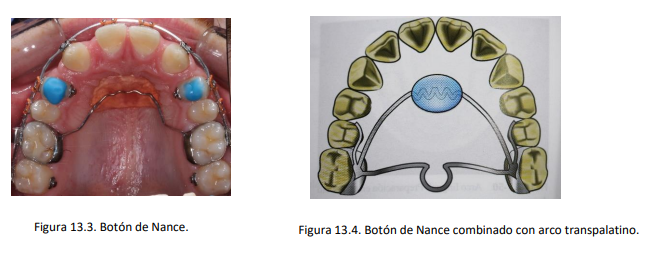 Figura 13.3. Botón de Nance.
Figura 13.4. Botón de Nance combinado con arco transpalatino.